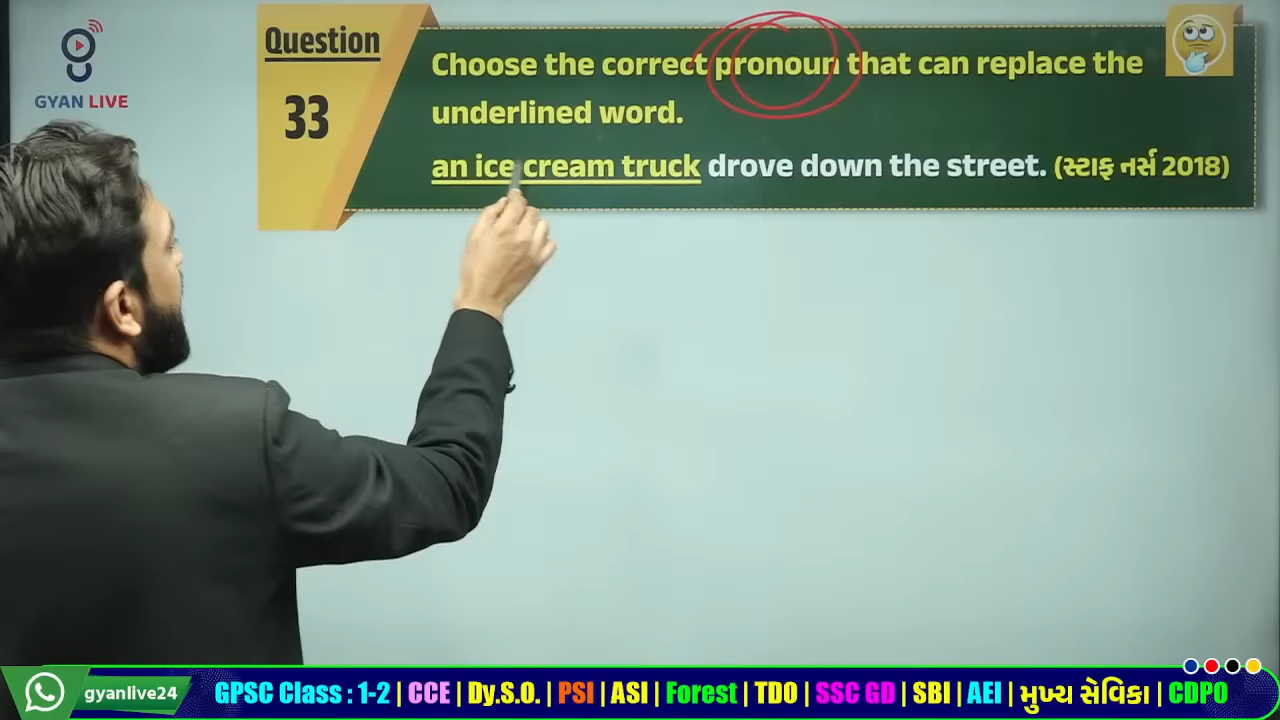 GYAN LIVE
Question
33
Choose the correct pronoun that can replace the
underlined word.
an ice cream truck drove down the street. (સ્ટાફ નર્સ 2018)
gyanlive24
GPSC Class : 1-2 | CCE | Dy.S.O. | PSI | ASI | Forest | TDO | SSC GD | SBI | AEI | મુખ્ય સેવિકા | CDPO